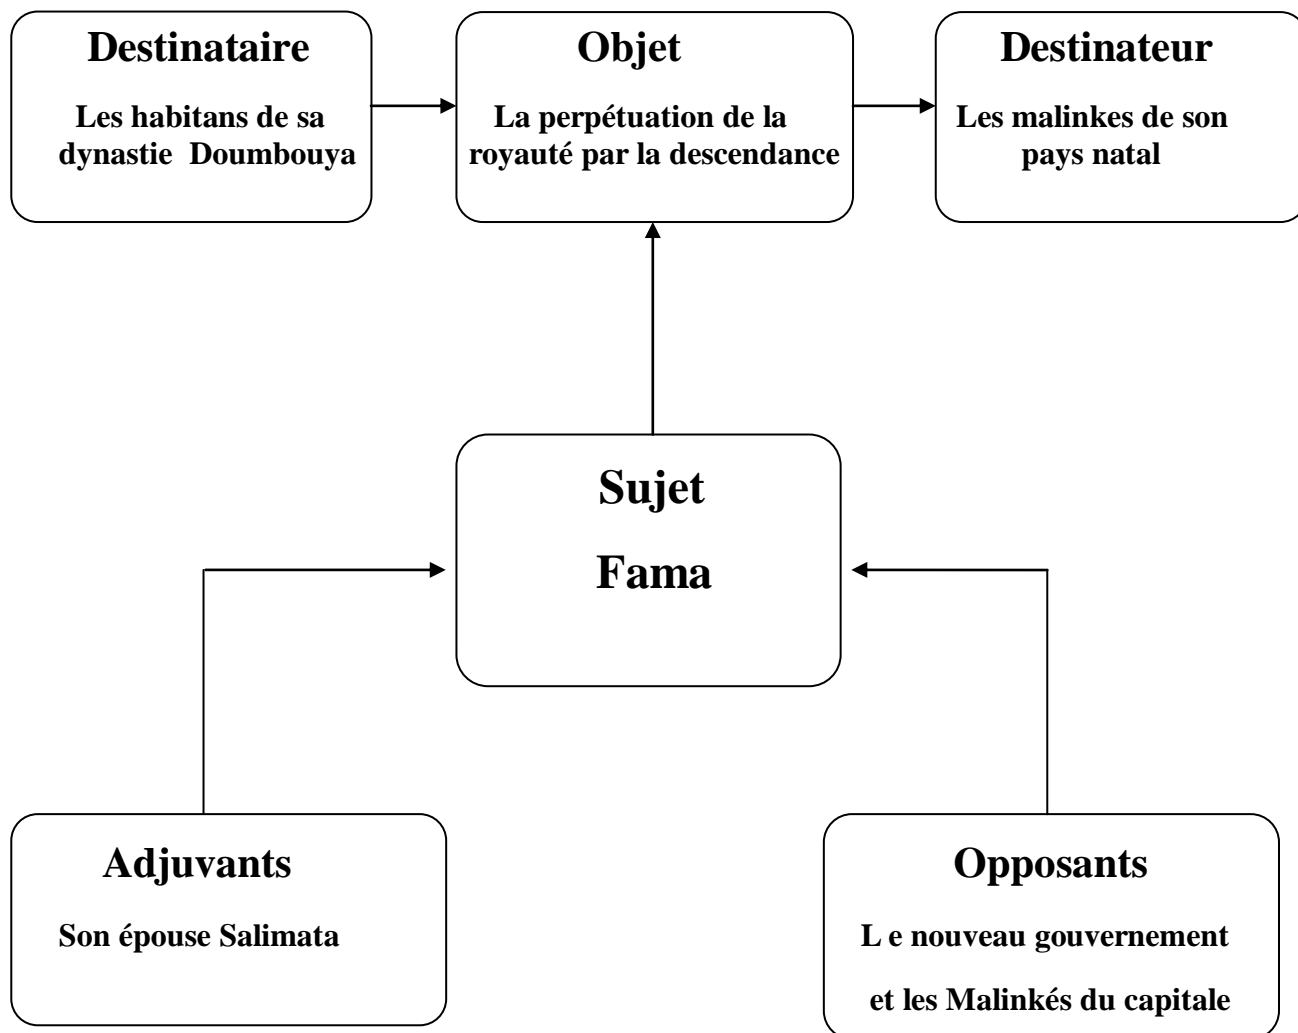 Destinataire
Les habitans de sa
dynastie Doumbouya
Objet
La perpétuation de la
royauté par la descendance
Destinateur
Les malinkes de son
pays natal
Sujet
Fama
Adjuvants
Son épouse Salimata
Opposants
L e nouveau gouvernement
et les Malinkés du capitale